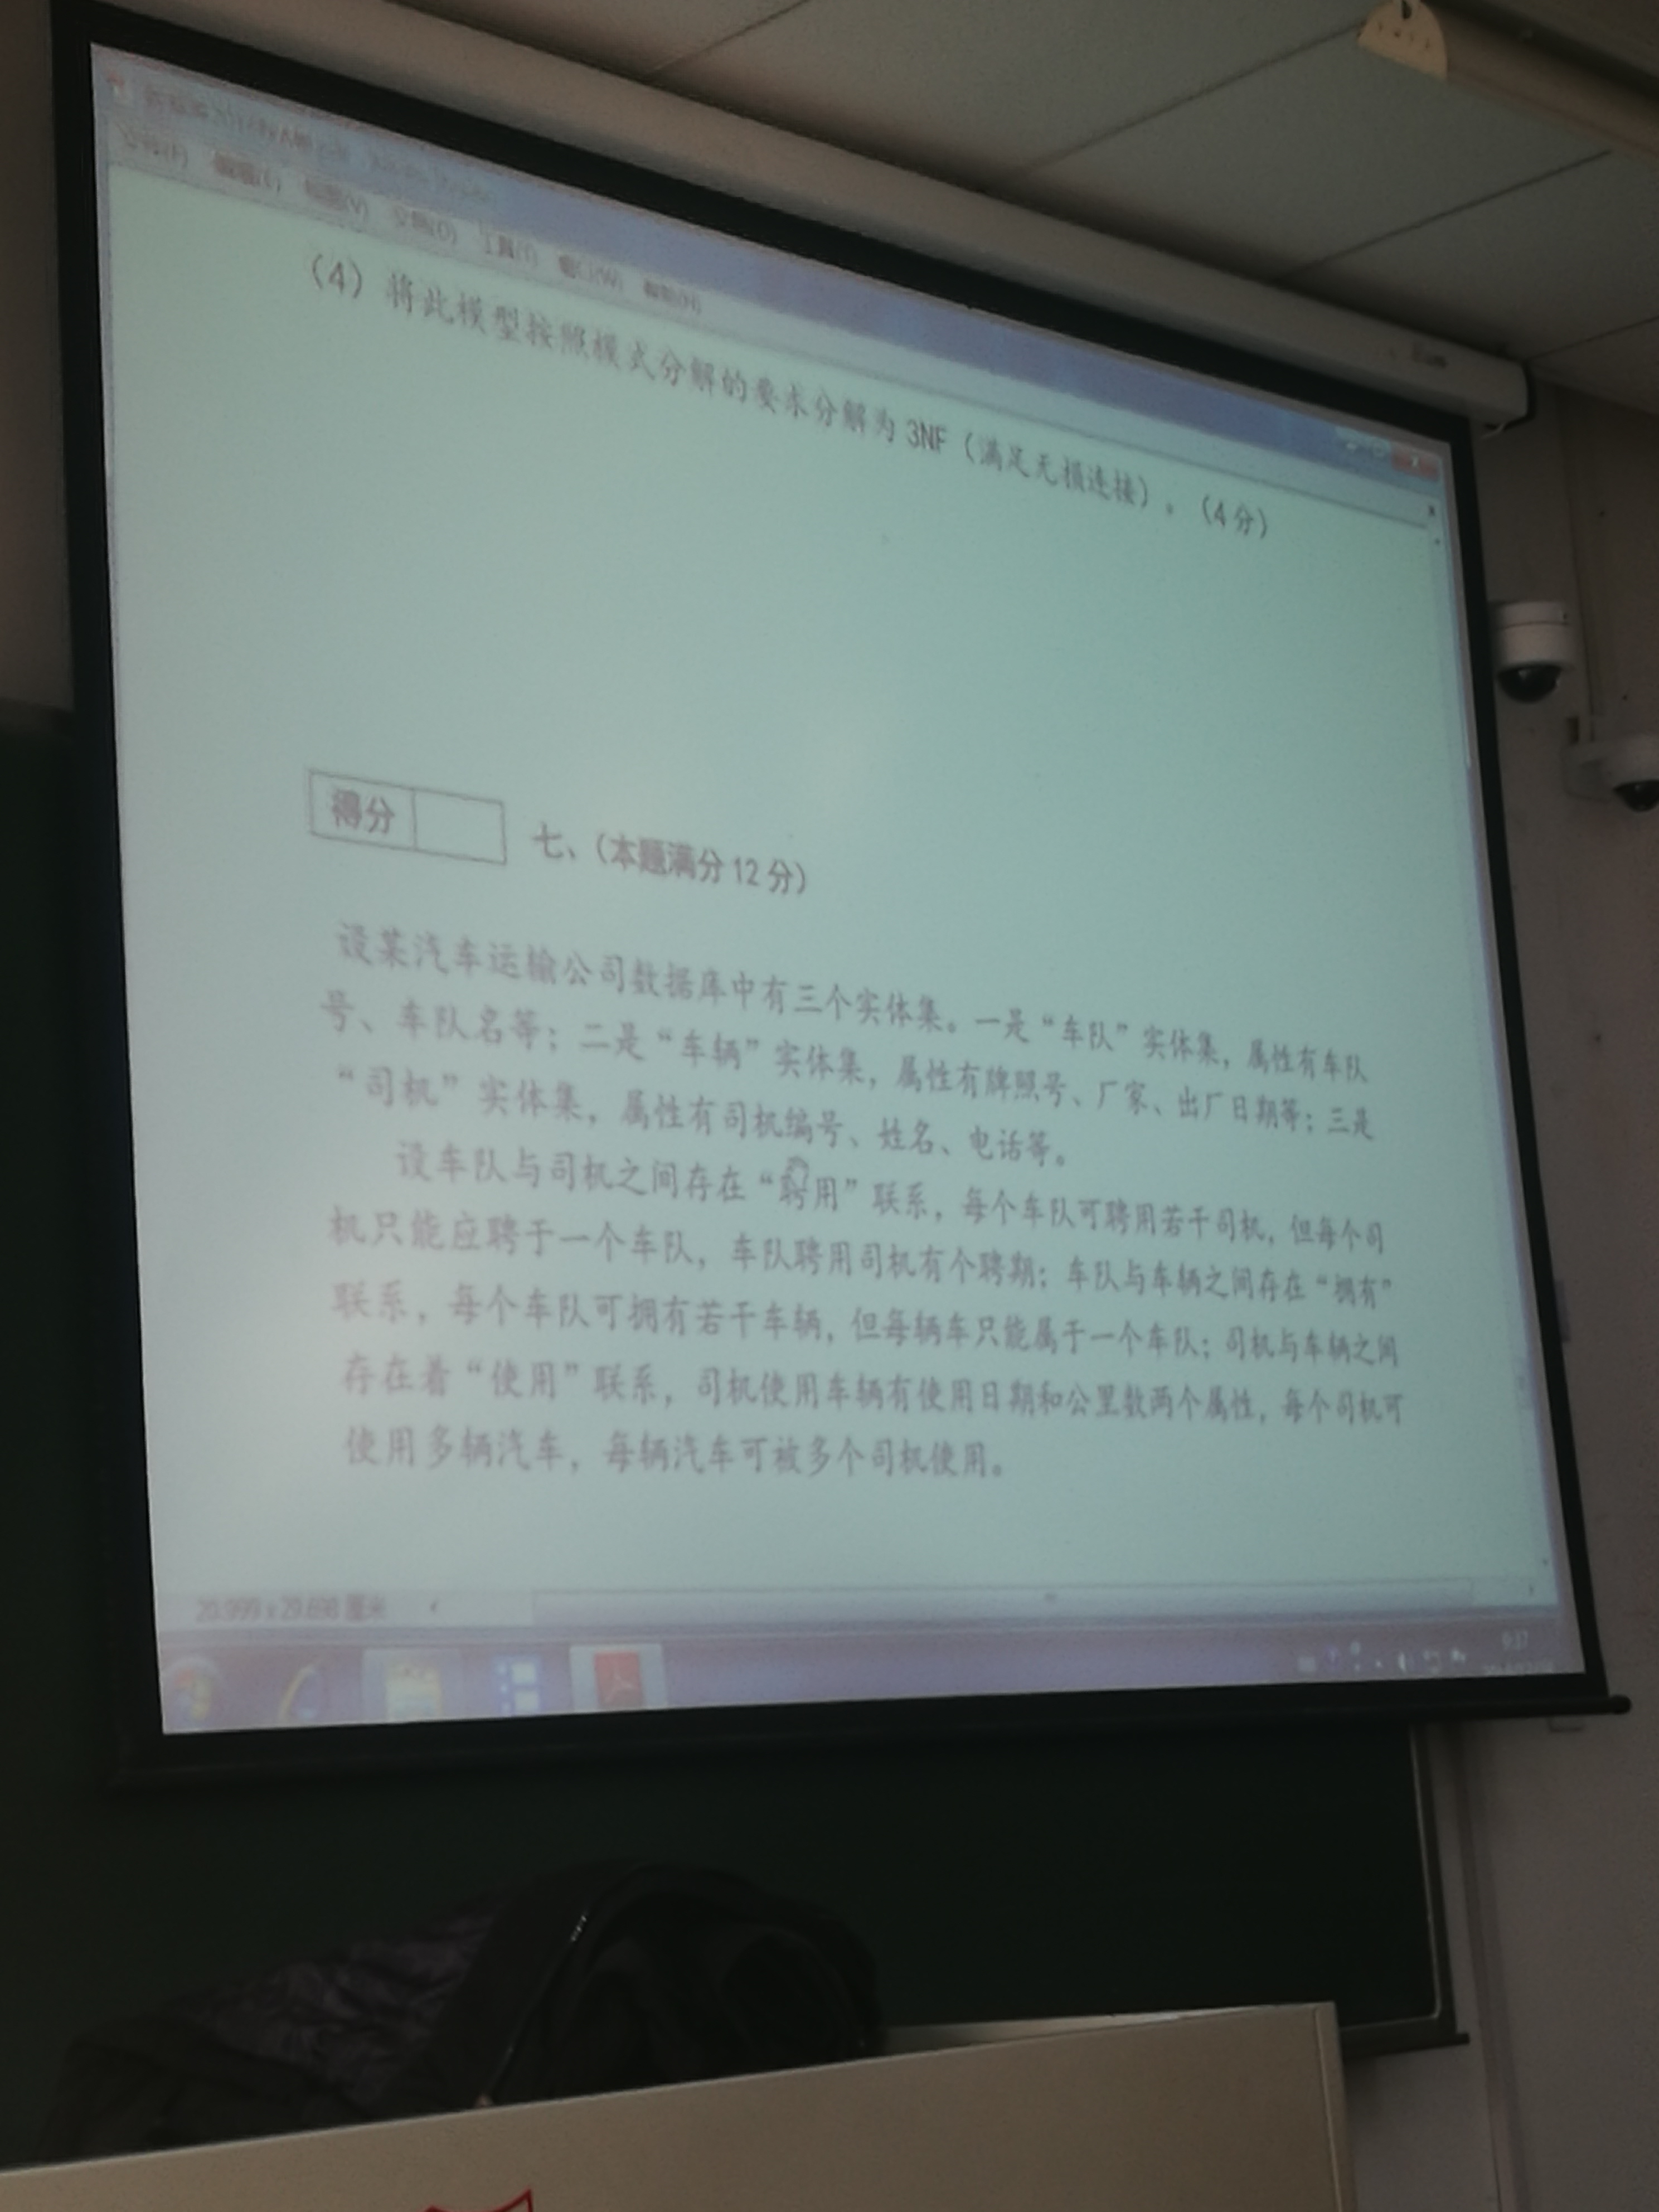 文件(F) 编辑(E) 视图(V) 文档(D) 工具(T) 窗口(W) 帮助(H)
（4）将此模型按照模式分解的要求分解为 3NF（满足无损连接）。（4 分）
得分
七、（本题满分 12 分）
设某汽车运输公司数据库中有三个实体集。一是“车队”实体集，属性有车队
号、车队名等；二是“车辆”实体集，属性有牌照号、厂家、出厂日期等；三是
“司机”实体集，属性有司机编号、姓名、电话等。
设车队与司机之间存在“聘用”联系，每个车队可聘用若干司机，但每个司
机只能应聘于一个车队，车队聘用司机有个聘期；车队与车辆之间存在“拥有”
联系，每个车队可拥有若干车辆，但每辆车只能属于一个车队；司机与车辆之间
存在着“使用”联系，司机使用车辆有使用日期和公里数两个属性，每个司机可
使用多辆汽车，每辆汽车可被多个司机使用。
20.999 x 29.698 厘米